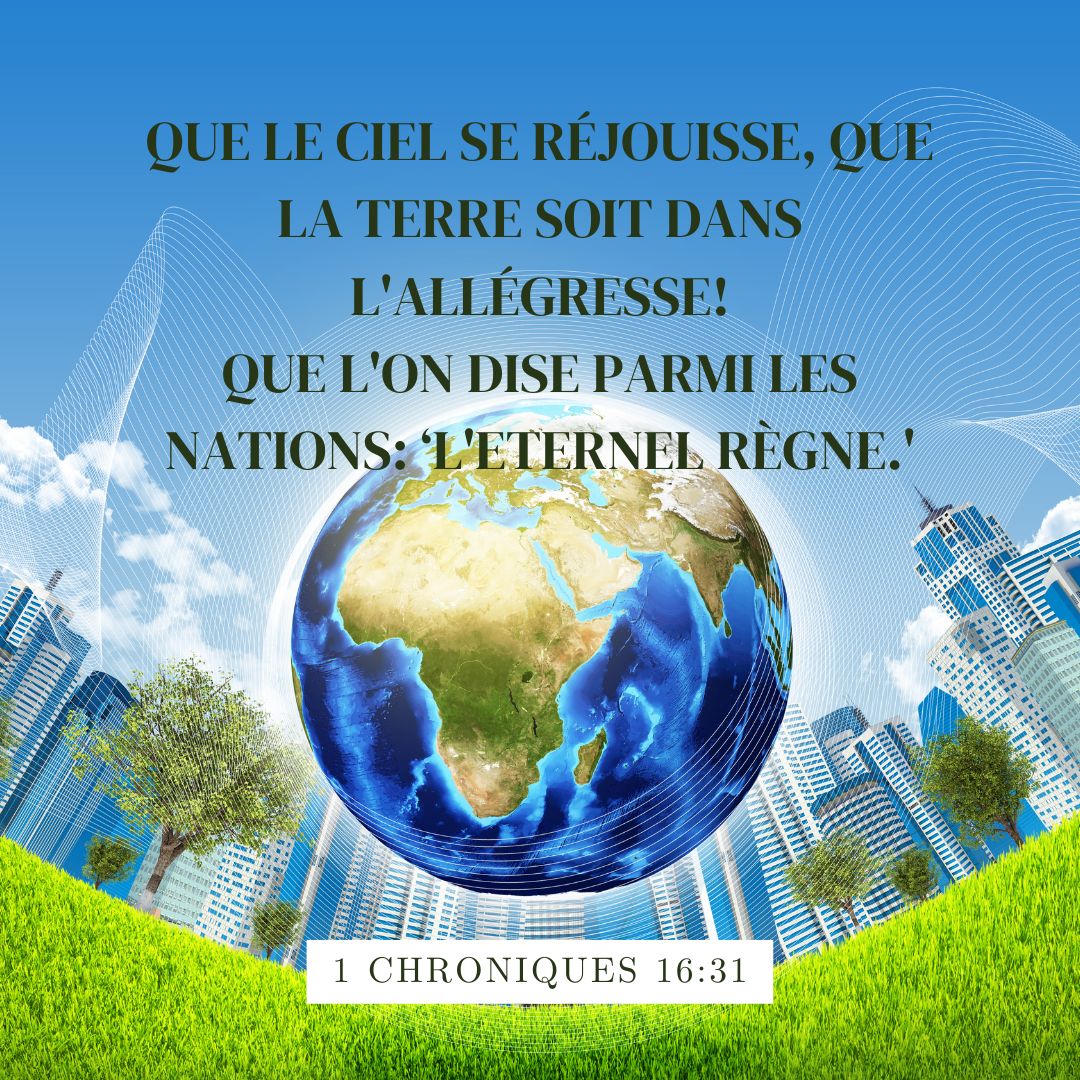 QUE LE CIEL SE RÉJOUISSE, QUE
LA TERRE SOIT DANS
L'ALLÉGRESSE!
QUE L'ON DISE PARMI LES
NATIONS: ‘L'ETERNEL RÈGNE.'
1 CHRONIQUES 16:31